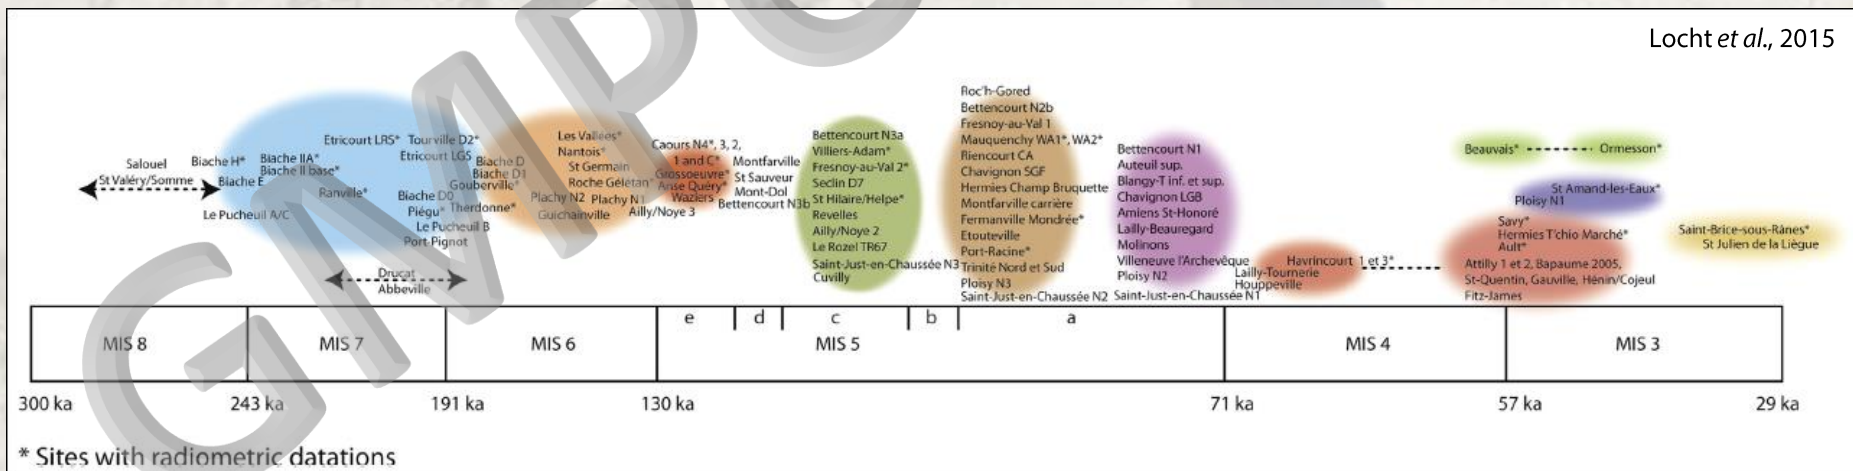 Locht et al., 2015
Salouel
St Valéry/Somme
Biache H*
Biache E
Le Pucheuil A/C
Etricourt LRS*
Tourville D2*
Etricourt LGS
Biache IIA*
Biache II base*
Ranville*
Biache D0
Piégu*
Le Pucheuil B
Port-Pignot
Drucat
Abbeville
Biache D
Biache D1
Gouberville*
Therdonne*
Les Vallées*
Nantois*
St Germain
Roche Gélétan*
Plachy N2
Plachy N1
Guichainville
Ailly/Noye 3
Caours N4*, 3, 2,
1 and C*
Grossoeuvre*
Anse Quéry*
Waziers
Montfarville
St Sauveur
Mont-Dol
Bettencourt N3b
Bettencourt N3a
Villiers-Adam*
Fresnoy-au-Val 2*
Seclin D7
St Hilaire/Helpe*
Revelles
Ailly/Noye 2
Le Rozel TR67
Saint-Just-en-Chaussée N3
Cuvilly
Roc'h-Gored
Bettencourt N2b
Fresnoy-au-Val 1
Mauquenchy WA1*, WA2*
Riencourt CA
Chavignon SGF
Hermies Champ Bruquette
Montfarville carrière
Fermanville Mondrée*
Etouteville
Port-Racine*
Trinité Nord et Sud
Ploisy N3
Saint-Just-en-Chaussée N2
Bettencourt N1
Auteuil sup.
Blangy-T inf. et sup.
Chavignon LGB
Amiens St-Honoré
Lailly-Beauregard
Molinons
Villeneuve l'Archevêque
Ploisy N2
Saint-Just-en-Chaussée N1
Havrincourt 1 et 3*
Lailly-Tournerie
Houppeville
Beauvais*
Ormesson*
St Amand-les-Eaux*
Ploisy N1
Savy*
Hermies T'chio Marché*
Ault*
Attilly 1 et 2, Bapaume 2005,
St-Quentin, Gauville, Hénin/Cojeul
Fitz-James
Saint-Brice-sous-Rânes*
St Julien de la Liègue
e d c b a
MIS 8 MIS 7 MIS 6 MIS 5 MIS 4 MIS 3
300 ka 243 ka 191 ka 130 ka 71 ka 57 ka 29 ka
* Sites with radiometric datations
GMPC